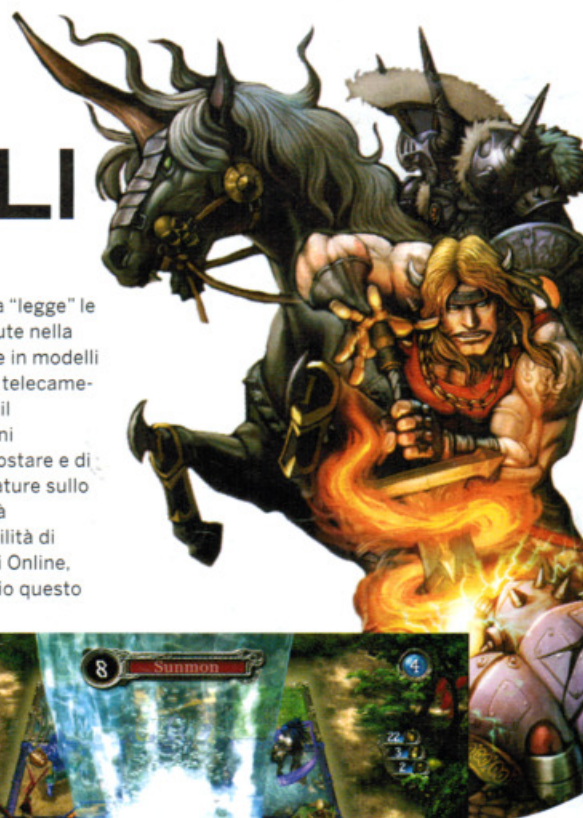 LI
a “legge” le
ute nella
e in modelli
telecame-
il
ni
ostare e di
ature sullo
à
ilità di
i Online,
io questo
8 Sunmon 4
22
3
2